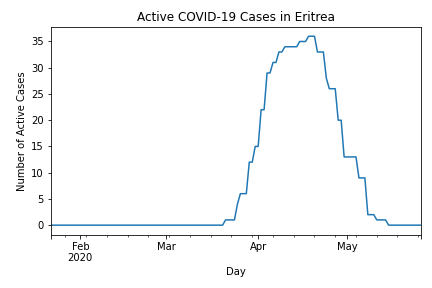 Active COVID-19 Cases in Eritrea
Number of Active Cases
35
30
25
20
15
10
5
0
Feb Mar Apr May
2020
Day